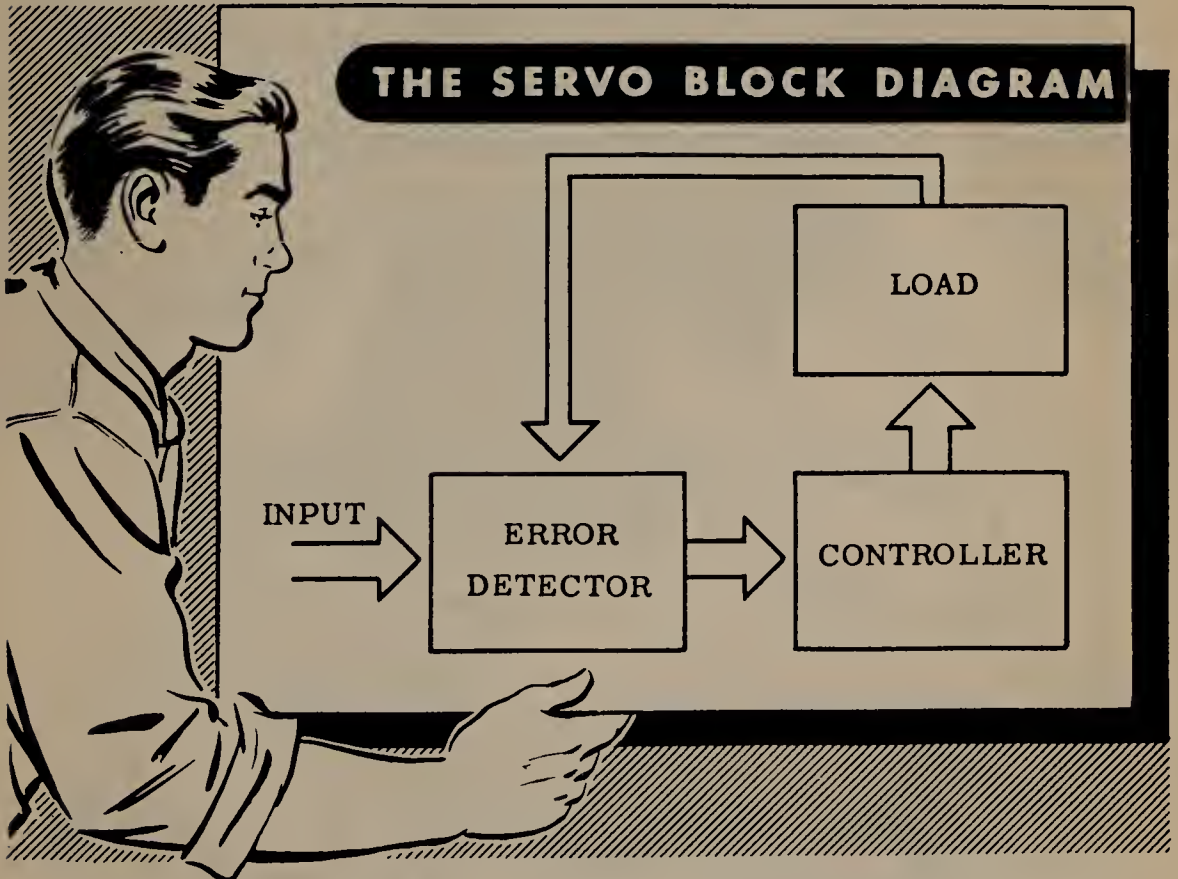 THE SERVO BLOCK DIAGRAM
LOAD
INPUT
ERROR
DETECTOR
CONTROLLER